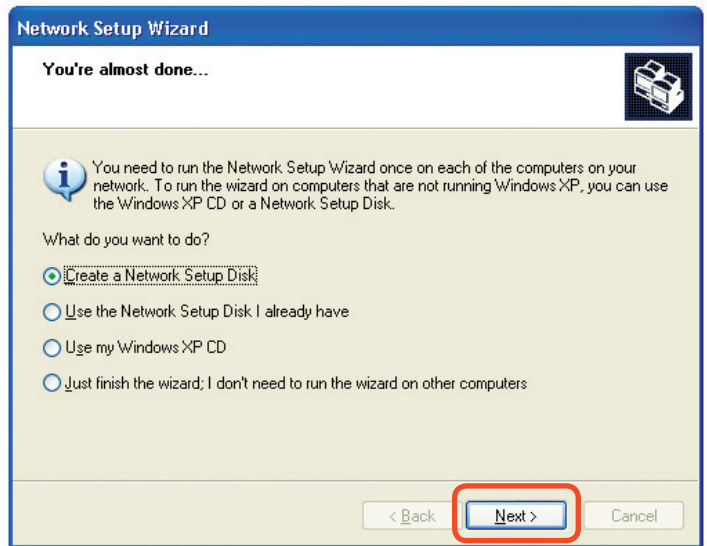 Network Setup Wizard
You're almost done...
You need to run the Network Setup Wizard once on each of the computers on your
network. To run the wizard on computers that are not running Windows XP, you can use
the Windows XP CD or a Network Setup Disk.
What do you want to do?
Create a Network Setup Disk
Use the Network Setup Disk I already have
Use my Windows XP CD
Just finish the wizard; I don't need to run the wizard on other computers
< Back Next > Cancel